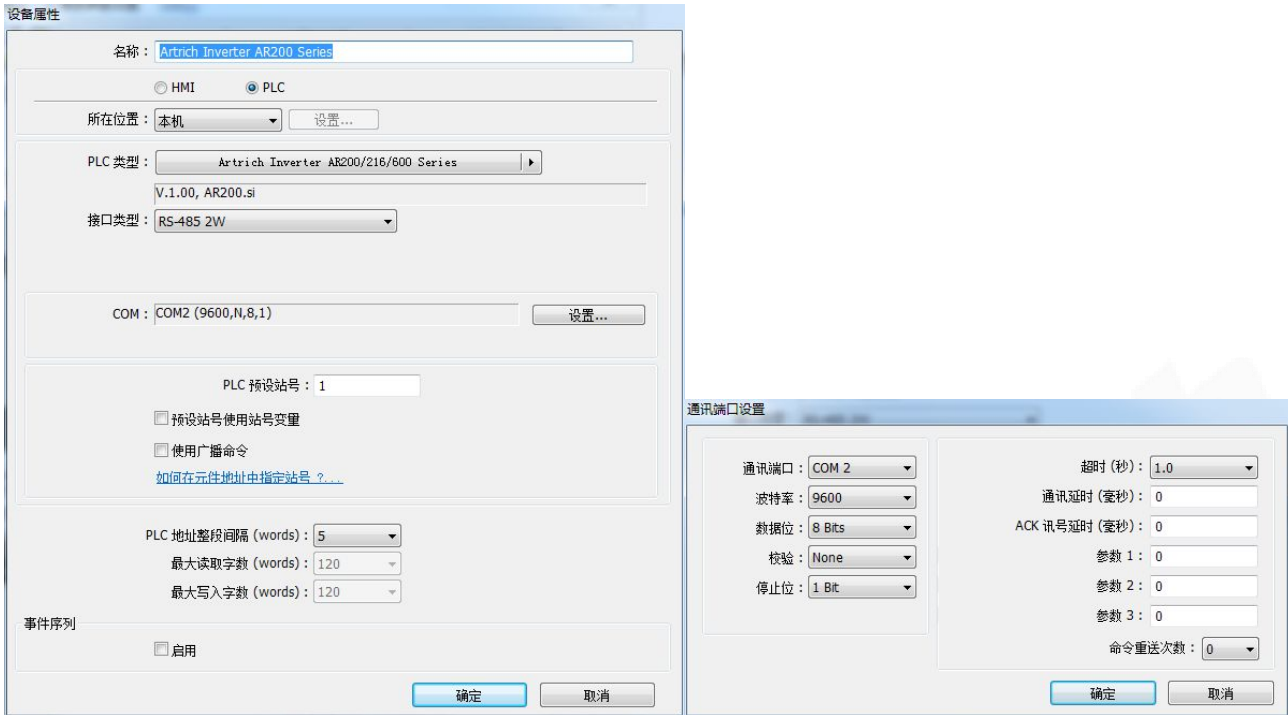 设备属性
名称： Artrich Inverter AR200 Series
HMI PLC
所在位置： 本机 设置...
PLC 类型： Artrich Inverter AR200/216/600 Series
V.1.00, AR200.si
接口类型： RS-485 2W
COM： COM2 (9600,N,8,1) 设置...
PLC 预设站号： 1
预设站号使用站号变量
使用广播命令
如何在元件地址中指定站号 ?...
PLC 地址整段间隔 (words)： 5
最大读取字数 (words)： 120
最大写入字数 (words)： 120
事件序列
启用
确定 取消
通讯端口设置
通讯端口： COM 2
波特率： 9600
数据位： 8 Bits
校验： None
停止位： 1 Bit
超时 (秒)： 1.0
通讯延时 (毫秒)： 0
ACK 讯号延时 (毫秒)： 0
参数 1： 0
参数 2： 0
参数 3： 0
命令重送次数： 0
确定 取消